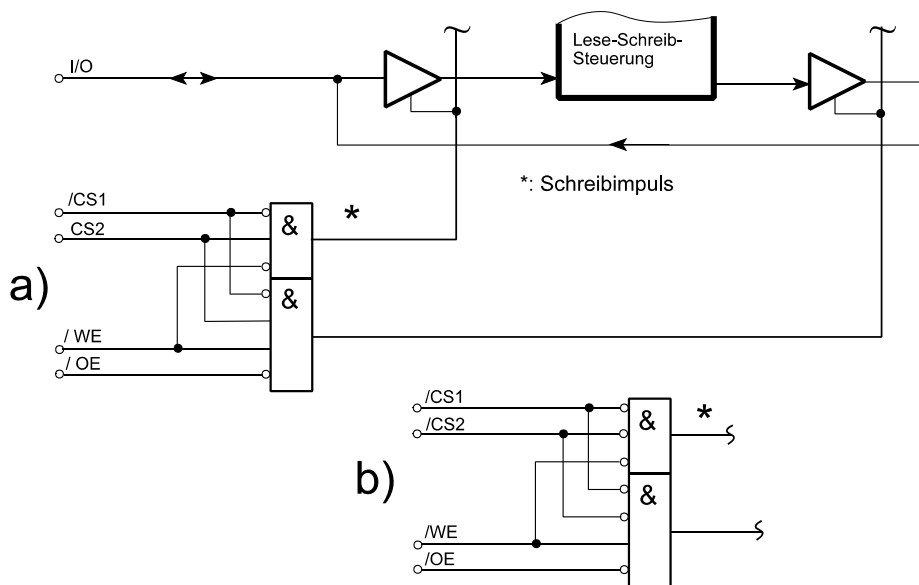 I/O
Lese-Schreib-
Steuerung
*: Schreibimpuls
/CS1
CS2
&
*
a)
&
/ WE
/ OE
/CS1
/CS2
&
*
b)
&
/WE
/OE